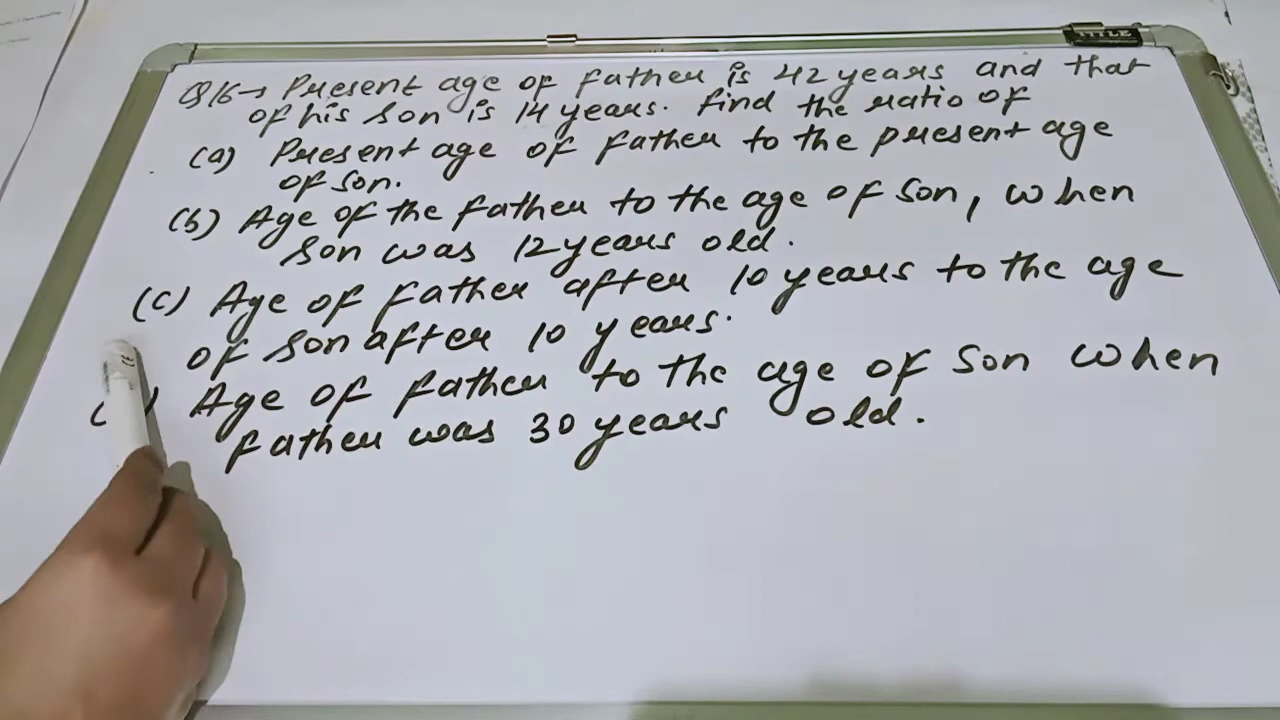 Q16→ Present age of father is 42 years and that
of his son is 14 years. find the ratio of
(a) Present age of father to the present age
of son.
(b) Age of the father to the age of son, when
son was 12 years old.
(c) Age of father after 10 years to the age
of son after 10 years.
Age of father to the age of son when
father was 30 years old.